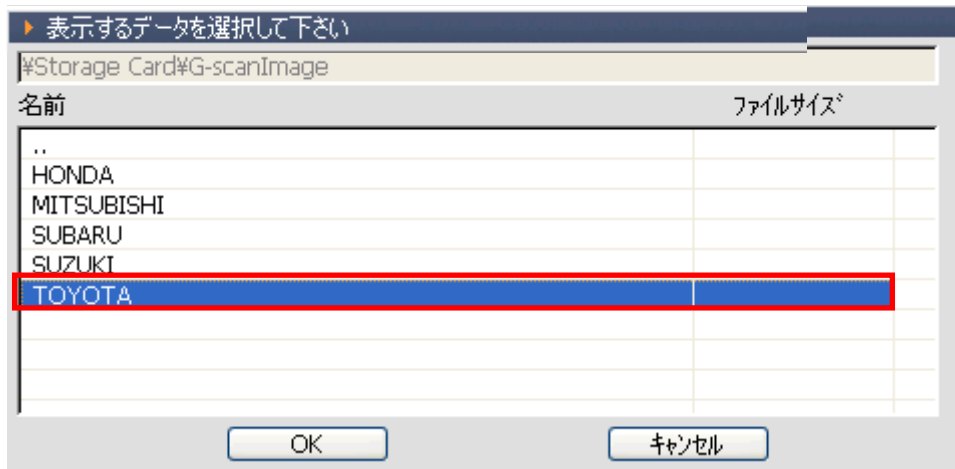 表示するデータを選択して下さい
¥Storage Card¥G-scanImage
名前 ファイルサイズ
..
HONDA
MITSUBISHI
SUBARU
SUZUKI
TOYOTA
OK キャンセル